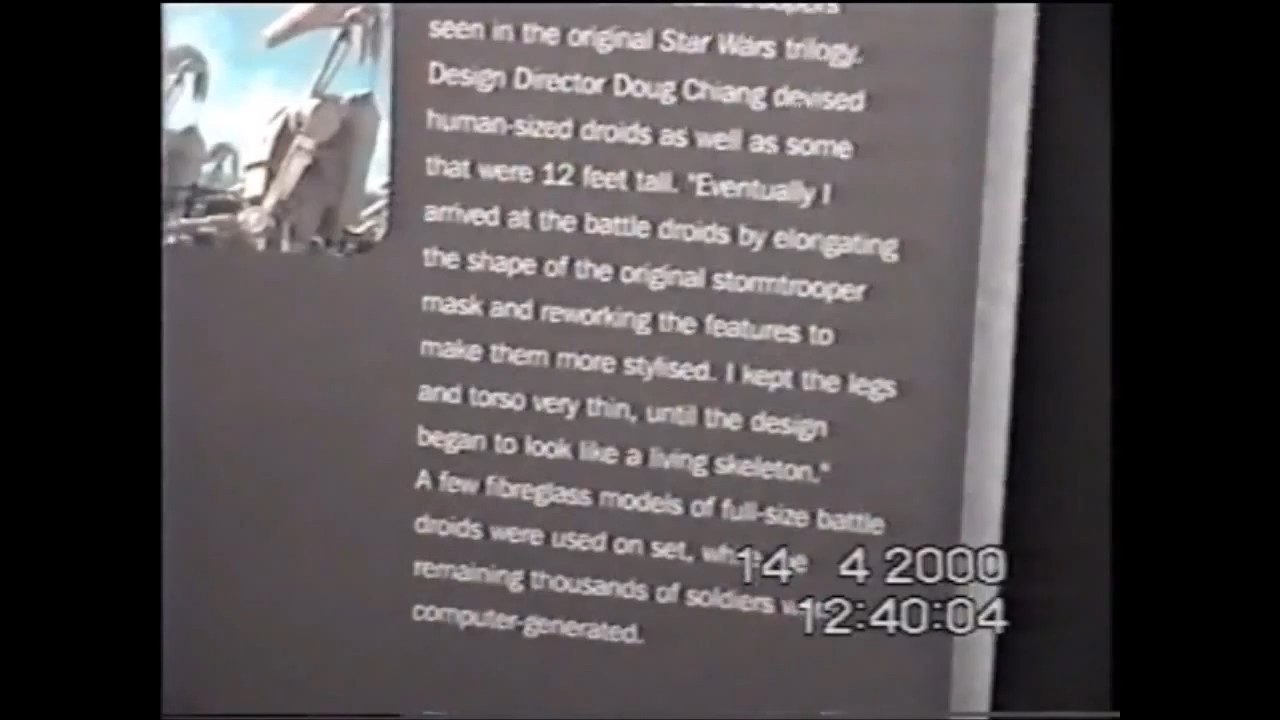 seen in the original Star Wars trilogy.
Design Director Doug Chiang devised
human-sized droids as well as some
that were 12 feet tall. "Eventually I
arrived at the battle droids by elongating
the shape of the original stormtrooper
mask and reworking the features to
make them more stylised. I kept the legs
and torso very thin, until the design
began to look like a living skeleton."
A few fibreglass models of full-size battle
droids were used on set,
remaining thousands of soldiers
computer-generated.
14 4 2000
12:40:04